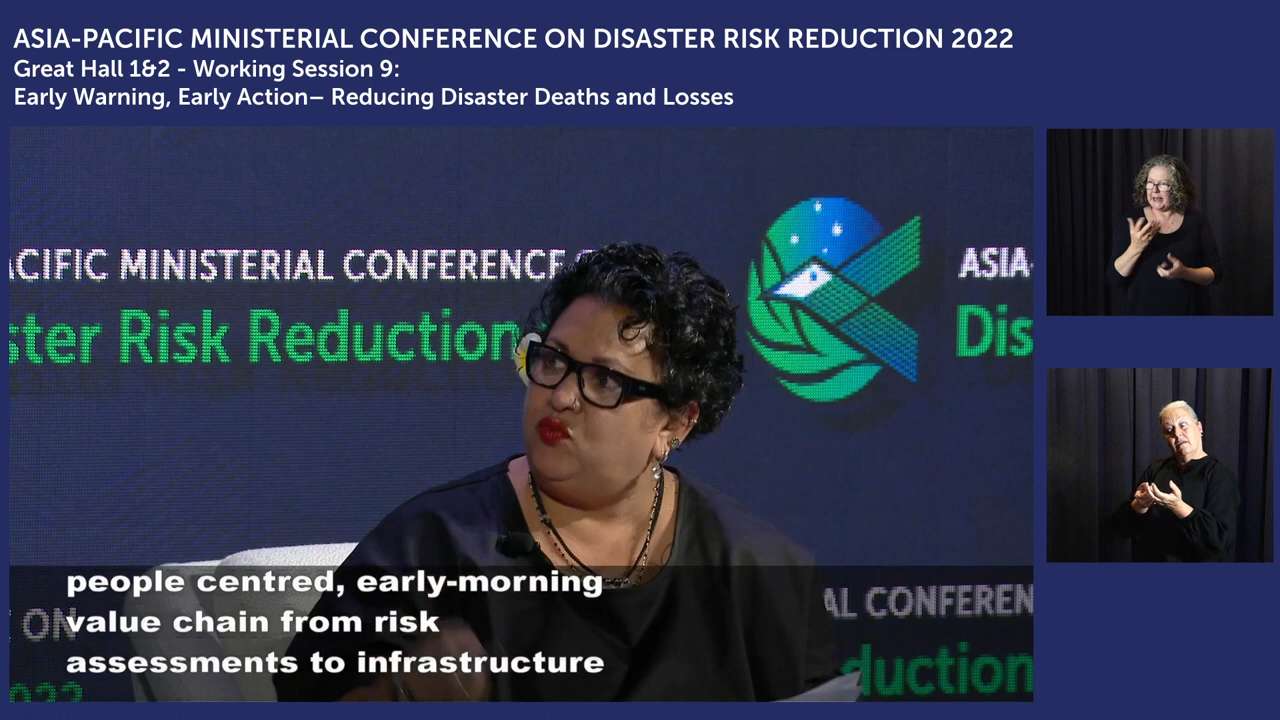 ASIA-PACIFIC MINISTERIAL CONFERENCE ON DISASTER RISK REDUCTION 2022
Great Hall 1&2 - Working Session 9:
Early Warning, Early Action– Reducing Disaster Deaths and Losses
ACIFIC MINISTERIAL CONFERENCE
ster Risk Reduction
ASIA-
Dis
people centred, early-morning
value chain from risk
assessments to infrastructure
ON
2022
AL CONFEREN
duction